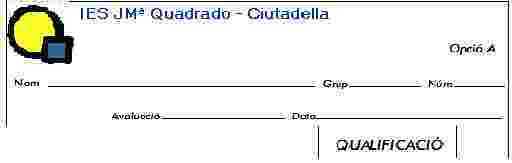 IES JMª Quadrado - Ciutadella
Opció A
Nom Grup Núm
Avaluació Data
QUALIFICACIÓ